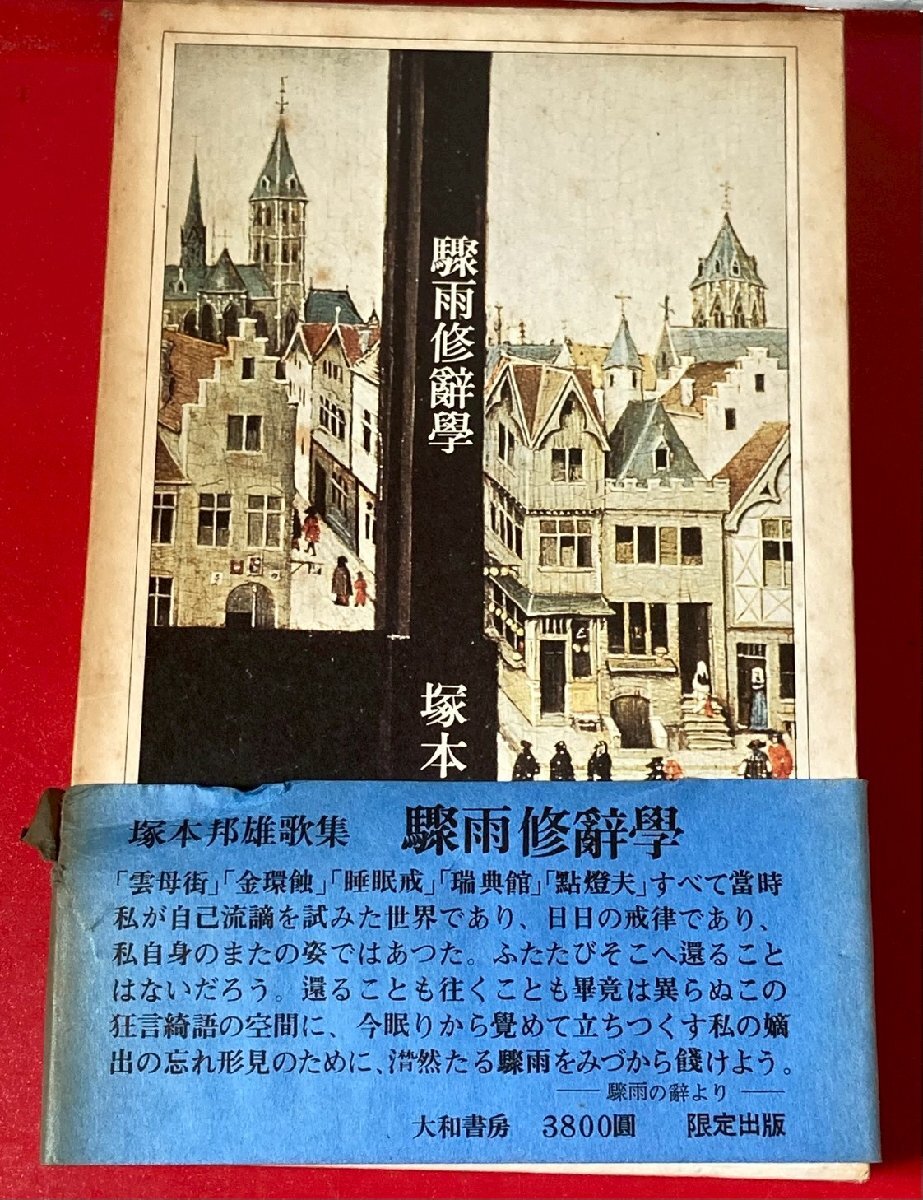 驟雨修辭學
塚本
塚本邦雄歌集 驟雨修辭學
「雲母街」「金環蝕」「睡眠戒」「瑞典館」「點燈夫」すべて當時
私が自己流謫を試みた世界であり、日日の戒律であり、
私自身のまたの姿ではあつた。ふたたびそこへ還ること
はないだろう。還ることも往くことも畢竟は異らぬこの
狂言綺語の空間に、今眠りから覺めて立ちつくす私の嫡
出の忘れ形見のために、潸然たる驟雨をみづから餞けよう。
── 驟雨の辭より ──
大和書房 3800圓 限定出版